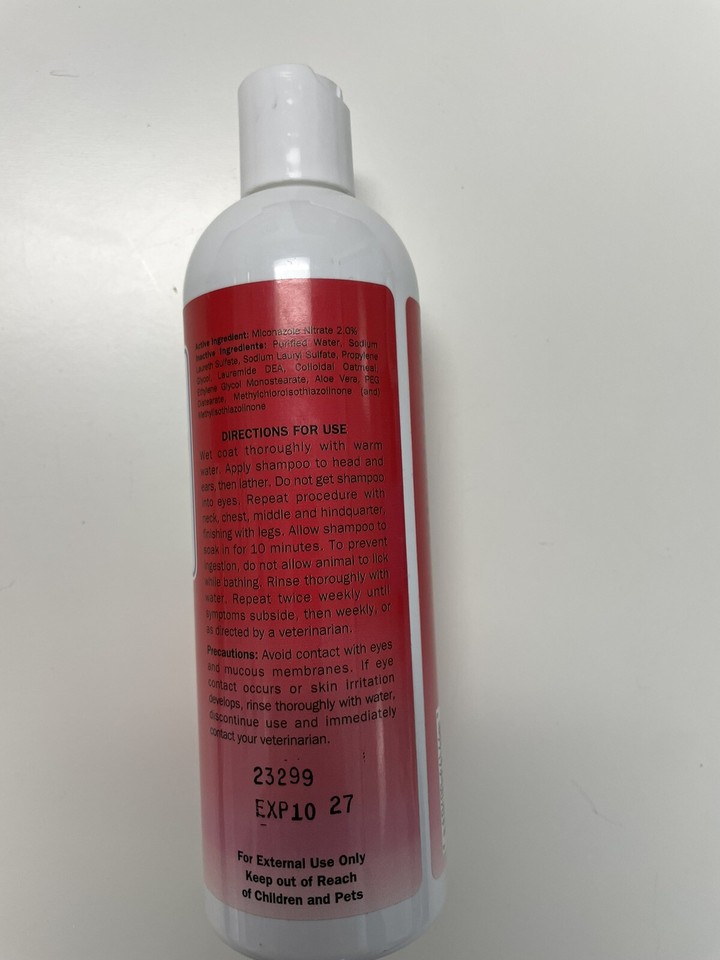 Active Ingredient: Miconazole Nitrate 2.0%
Inactive Ingredients: Purified Water, Sodium
Laureth Sulfate, Sodium Lauryl Sulfate, Propylene
Glycol, Lauramide DEA, Colloidal Oatmeal,
Ethylene Glycol Monostearate, Aloe Vera, PEG
Distearate, Methylchloroisothiazolinone (and)
Methylisothiazolinone
DIRECTIONS FOR USE
Wet coat thoroughly with warm
water. Apply shampoo to head and
ears, then lather. Do not get shampoo
into eyes. Repeat procedure with
neck, chest, middle and hindquarter,
finishing with legs. Allow shampoo to
soak in for 10 minutes. To prevent
ingestion, do not allow animal to lick
while bathing. Rinse thoroughly with
water. Repeat twice weekly until
symptoms subside, then weekly, or
as directed by a veterinarian.
Precautions: Avoid contact with eyes
and mucous membranes. If eye
contact occurs or skin irritation
develops, rinse thoroughly with water,
discontinue use and immediately
contact your veterinarian.
23299
EXP10 27
For External Use Only
Keep out of Reach
of Children and Pets